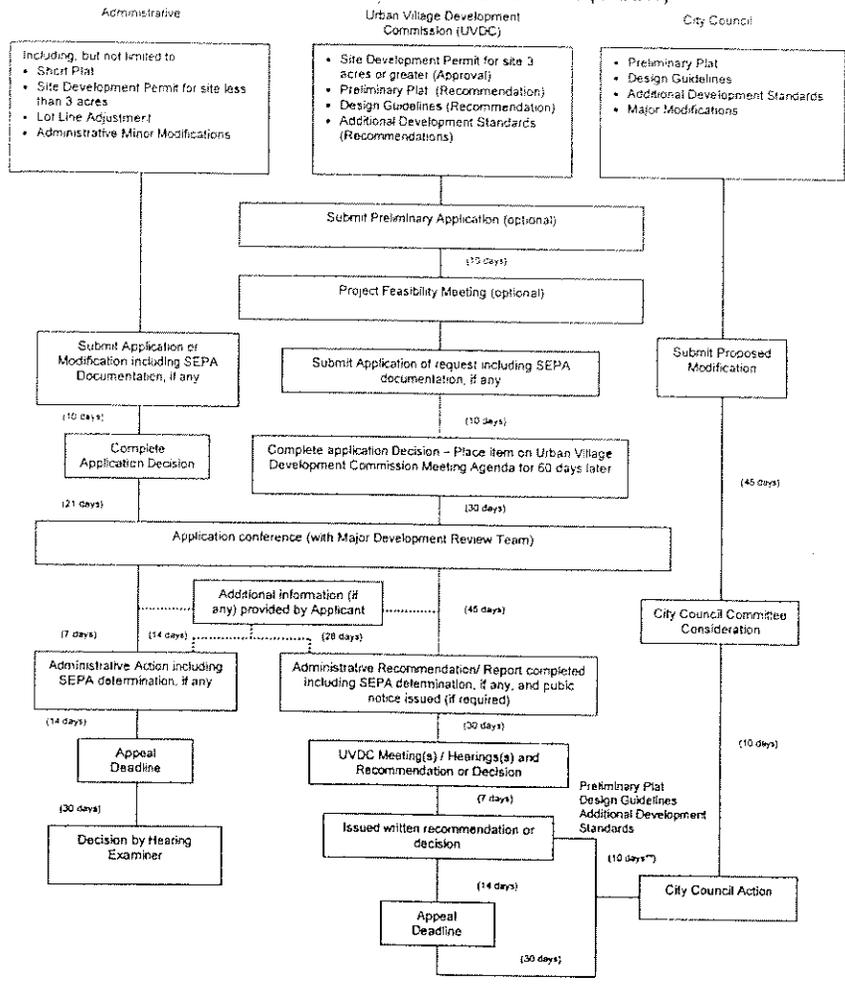 Administrative
Including, but not limited to
• Short Plat
• Site Development Permit for site less
than 3 acres
• Lot Line Adjustment
• Administrative Minor Modifications
Urban Village Development
Commission (UVDC)
• Site Development Permit for site 3
acres or greater (Approval)
• Preliminary Plat (Recommendation)
• Design Guidelines (Recommendation)
• Additional Development Standards
(Recommendations)
City Council
• Preliminary Plat
• Design Guidelines
• Additional Development Standards
• Major Modifications
Submit Preliminary Application (optional)
(15 days)
Project Feasibility Meeting (optional)
Submit Application or
Modification including SEPA
Documentation, if any
Submit Application of request including SEPA
documentation, if any
Submit Proposed
Modification
(10 days)
(10 days)
Complete
Application Decision
Complete application Decision – Place item on Urban Village
Development Commission Meeting Agenda for 60 days later
(45 days)
(21 days)
(30 days)
Application conference (with Major Development Review Team)
Additional information (if
any) provided by Applicant
(45 days)
City Council Committee
Consideration
(7 days)
(14 days)
(28 days)
Administrative Action including
SEPA determination, if any
Administrative Recommendation/ Report completed
including SEPA determination, if any, and pubic
notice issued (if required)
(14 days)
(30 days)
Appeal
Deadline
UVDC Meeting(s) / Hearings(s) and
Recommendation or Decision
(10 days)
(30 days)
(7 days)
Preliminary Plat
Design Guidelines
Additional Development
Standards
Decision by Hearing
Examiner
Issued written recommendation or
decision
(10 days**)
(14 days)
City Council Action
Appeal
Deadline
(30 days)